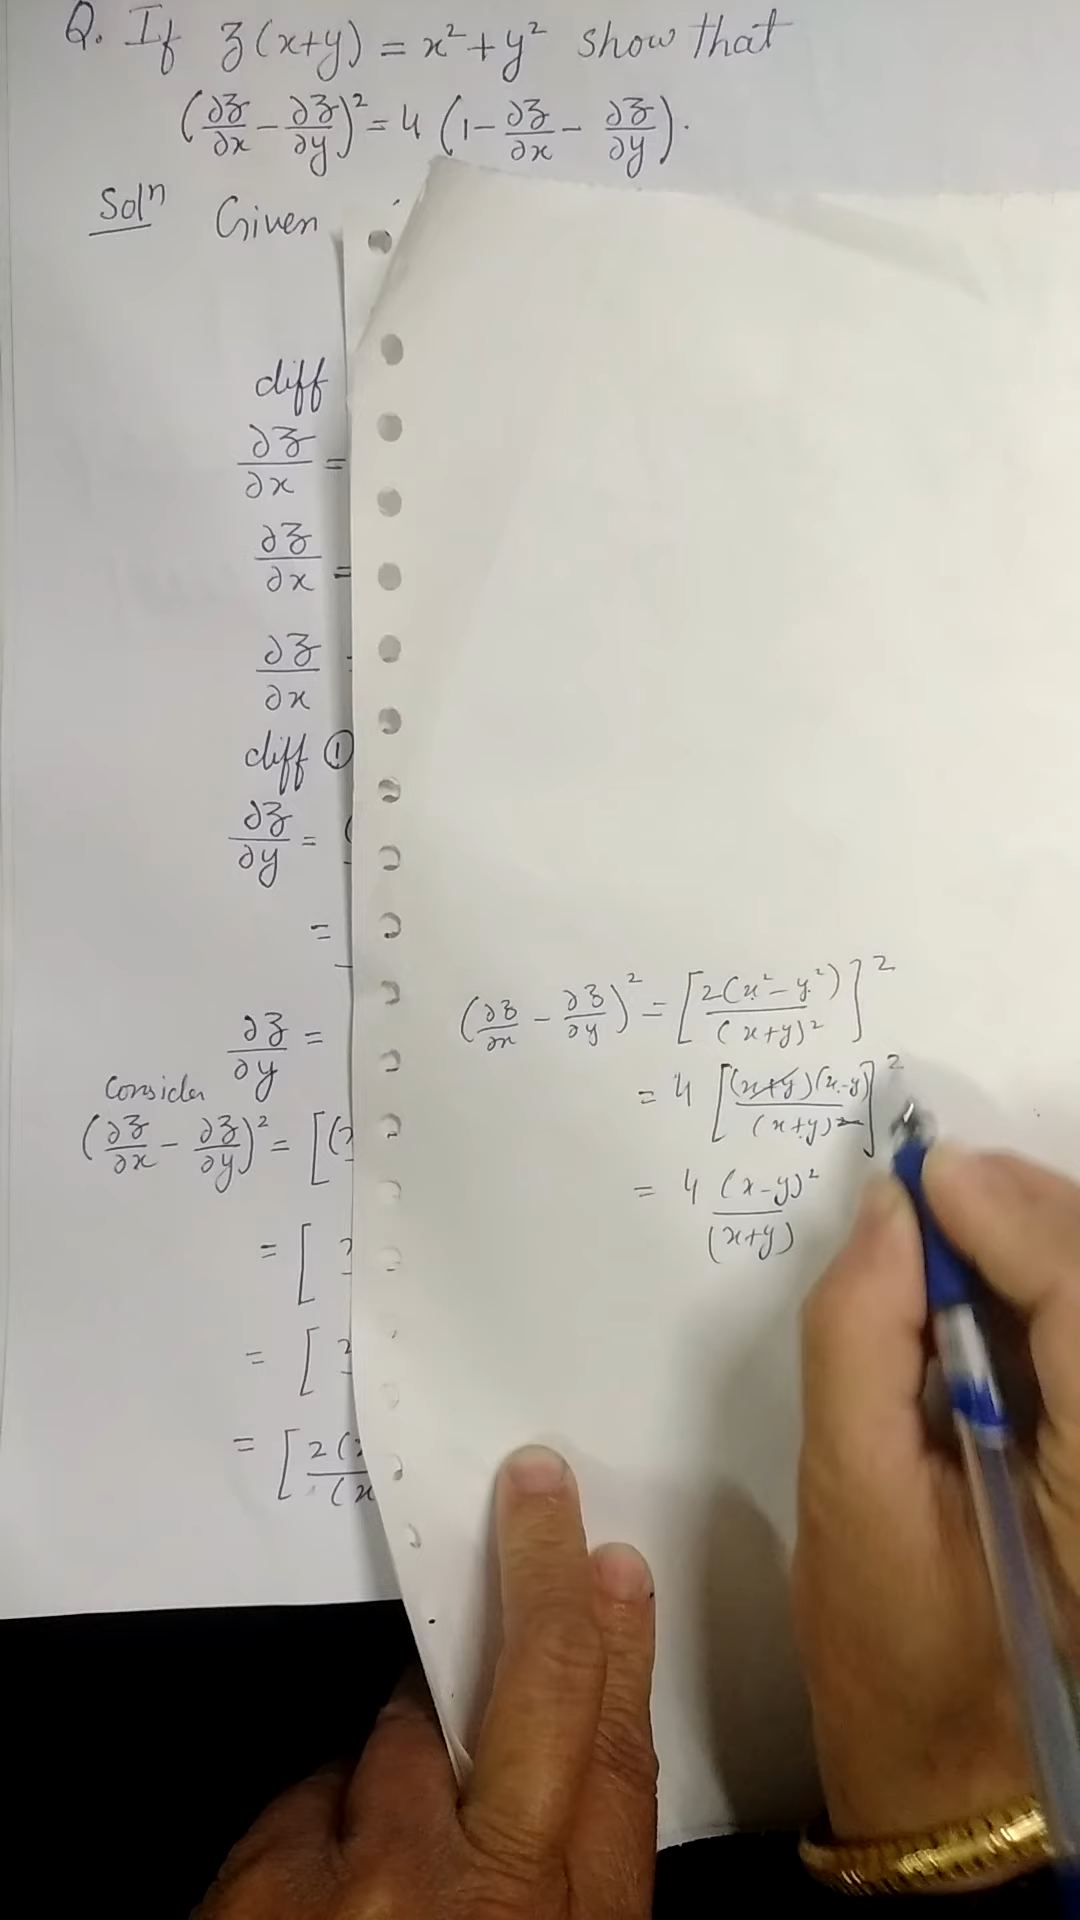 Q. If z(x+y) = x²+y² show that
(∂z/∂x − ∂z/∂y)² = 4 (1 − ∂z/∂x − ∂z/∂y).
Solⁿ Given
diff
∂z/∂x =
∂z/∂x =
∂z/∂x
diff ①
∂z/∂y = (
=
∂z/∂y =
Consider
(∂z/∂x − ∂z/∂y)² = [(
= [
= [
= [2(
(x
(∂z/∂x − ∂z/∂y)² = [2(x²−y²)/(x+y)²]²
= 4 [(x+y)(x−y)/(x+y)²]²
= 4 (x−y)²/(x+y)